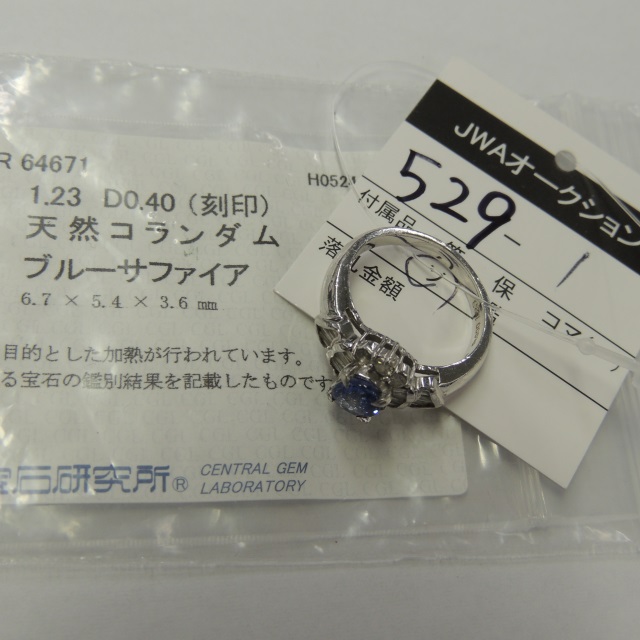 R 64671
H0521
1.23 D0.40 (刻印)
天然コランダム
ブルーサファイア
6.7 × 5.4 × 3.6 mm
目的とした加熱が行われています。
る宝石の鑑別結果を記載したものです
石研究所® CENTRAL GEM
LABORATORY
JWAオークション
529-1
付属品
保
落札金額